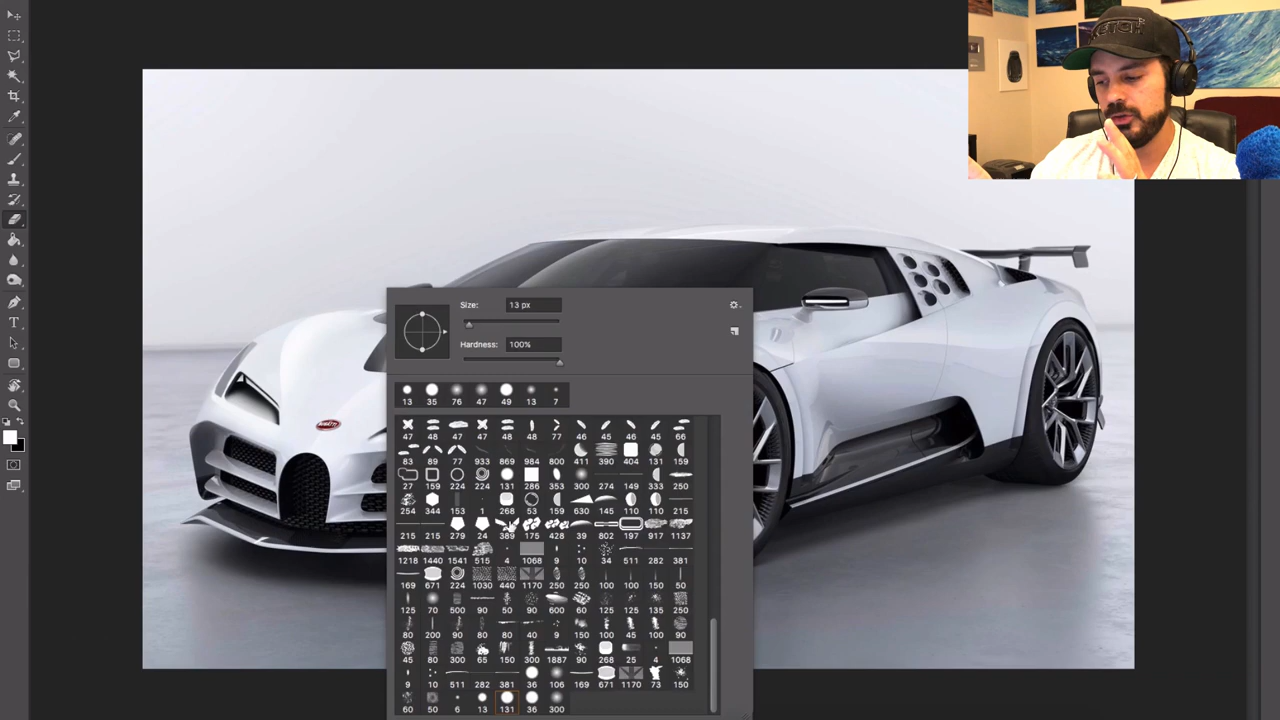 Size: 13 px
Hardness: 100%
13 35 76 47 49 13 7
47 48 47 47 48 48 77 46 45 46 45 66
83 89 77 933 869 984 800 411 390 404 131 159
27 159 224 224 131 286 353 300 274 149 333 250
254 344 153 1 268 53 159 630 145 110 110 215
215 215 279 24 389 175 428 39 802 197 917 1137
1218 1440 1541 515 4 1068 9 10 34 511 282 381
169 671 224 1030 440 1170 250 250 100 100 150 50
125 70 500 90 50 90 600 60 125 125 135 250
80 200 90 80 80 40 9 150 100 45 100 90
45 80 300 65 150 300 1887 90 268 25 4 1068
9 10 511 282 381 36 106 169 671 1170 73 150
60 50 6 13 131 36 300
BUGATTI